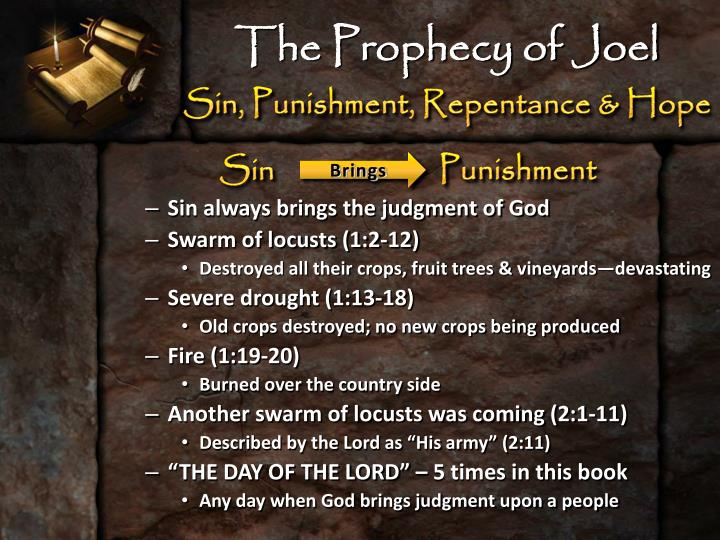 The Prophecy of Joel
Sin, Punishment, Repentance & Hope
Sin Brings Punishment
– Sin always brings the judgment of God
– Swarm of locusts (1:2-12)
• Destroyed all their crops, fruit trees & vineyards—devastating
– Severe drought (1:13-18)
• Old crops destroyed; no new crops being produced
– Fire (1:19-20)
• Burned over the country side
– Another swarm of locusts was coming (2:1-11)
• Described by the Lord as “His army” (2:11)
– “THE DAY OF THE LORD” – 5 times in this book
• Any day when God brings judgment upon a people